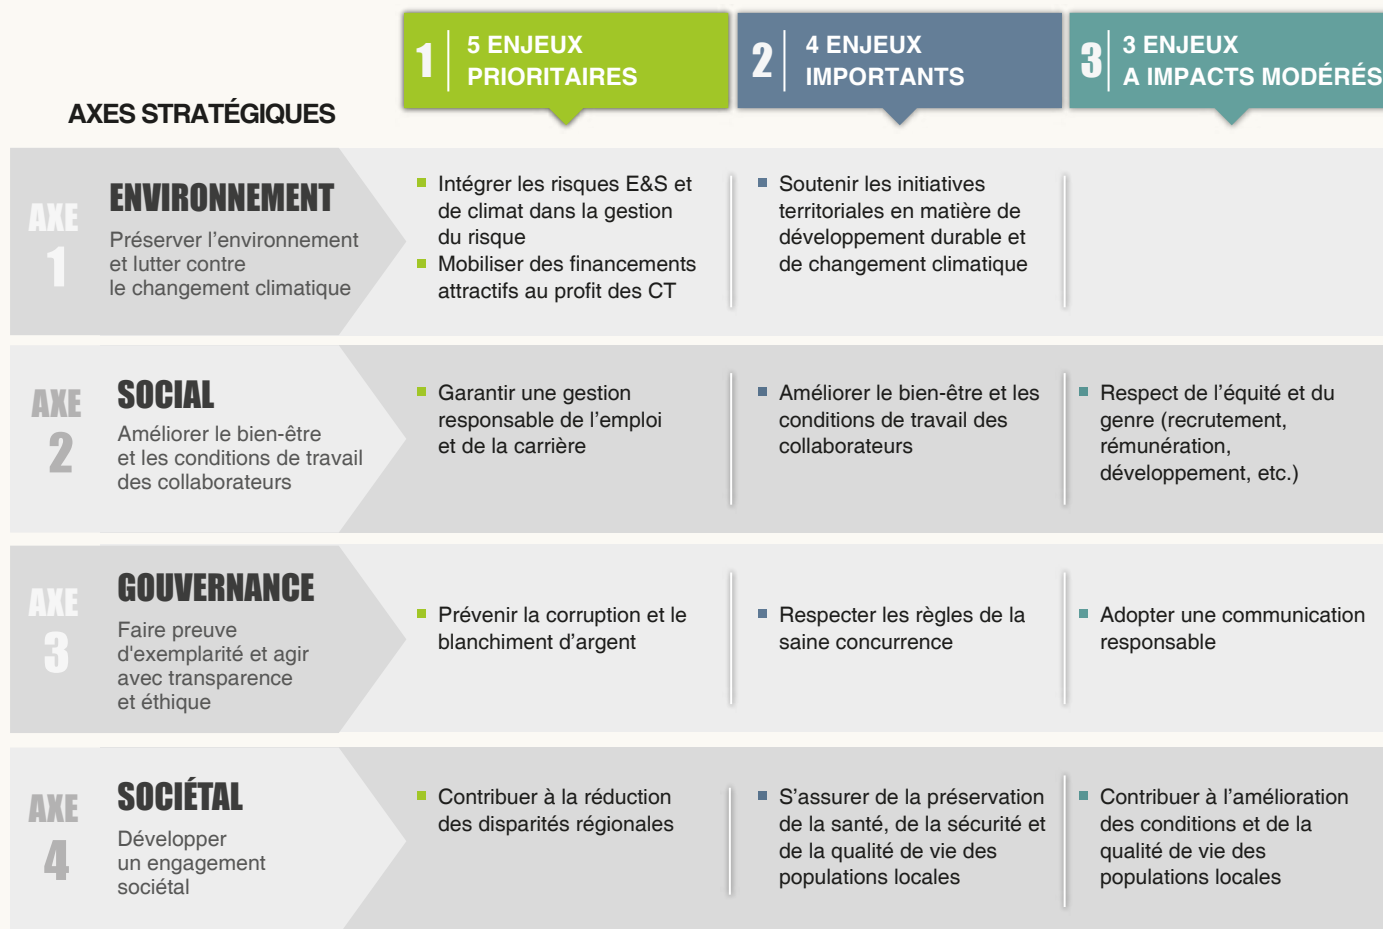 1
5 ENJEUX
PRIORITAIRES
2
4 ENJEUX
IMPORTANTS
3
3 ENJEUX
A IMPACTS MODÉRÉS
AXES STRATÉGIQUES
AXE
1
ENVIRONNEMENT
Préserver l’environnement
et lutter contre
le changement climatique
Intégrer les risques E&S et
de climat dans la gestion
du risque
Mobiliser des financements
attractifs au profit des CT
Soutenir les initiatives
territoriales en matière de
développement durable et
de changement climatique
AXE
2
SOCIAL
Améliorer le bien-être
et les conditions de travail
des collaborateurs
Garantir une gestion
responsable de l’emploi
et de la carrière
Améliorer le bien-être et les
conditions de travail des
collaborateurs
Respect de l’équité et du
genre (recrutement,
rémunération,
développement, etc.)
AXE
3
GOUVERNANCE
Faire preuve
d'exemplarité et agir
avec transparence
et éthique
Prévenir la corruption et le
blanchiment d’argent
Respecter les règles de la
saine concurrence
Adopter une communication
responsable
AXE
4
SOCIÉTAL
Développer
un engagement
sociétal
Contribuer à la réduction
des disparités régionales
S’assurer de la préservation
de la santé, de la sécurité et
de la qualité de vie des
populations locales
Contribuer à l’amélioration
des conditions et de la
qualité de vie des
populations locales